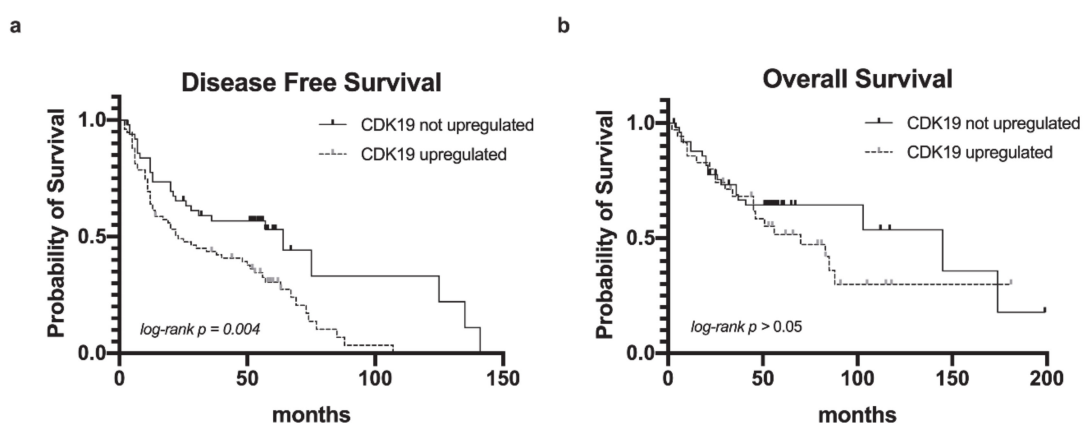 a
Disease Free Survival
Probability of Survival
1.0
0.5
0.0
CDK19 not upregulated
CDK19 upregulated
log-rank p = 0.004
0 50 100 150
months
b
Overall Survival
Probability of Survival
1.0
0.5
0.0
CDK19 not upregulated
CDK19 upregulated
log-rank p > 0.05
0 50 100 150 200
months